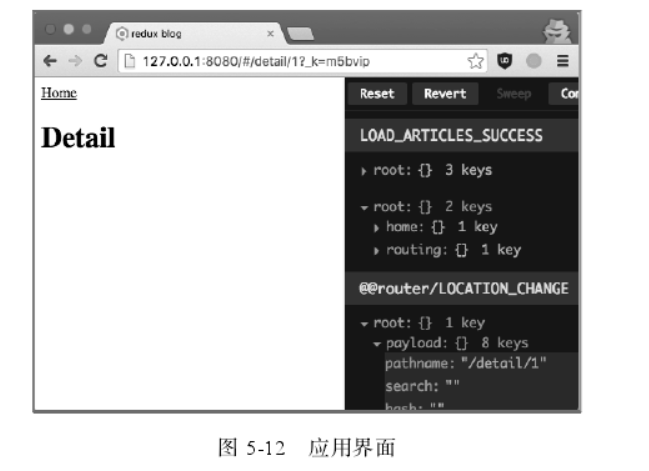 redux blog
127.0.0.1:8080/#/detail/1?_k=m5bvip
Home
Detail
Reset Revert Sweep Con
LOAD_ARTICLES_SUCCESS
root: {} 3 keys
root: {} 2 keys
home: {} 1 key
routing: {} 1 key
@@router/LOCATION_CHANGE
root: {} 1 key
payload: {} 8 keys
pathname: "/detail/1"
search: ""
hash: ""
图 5-12 应用界面